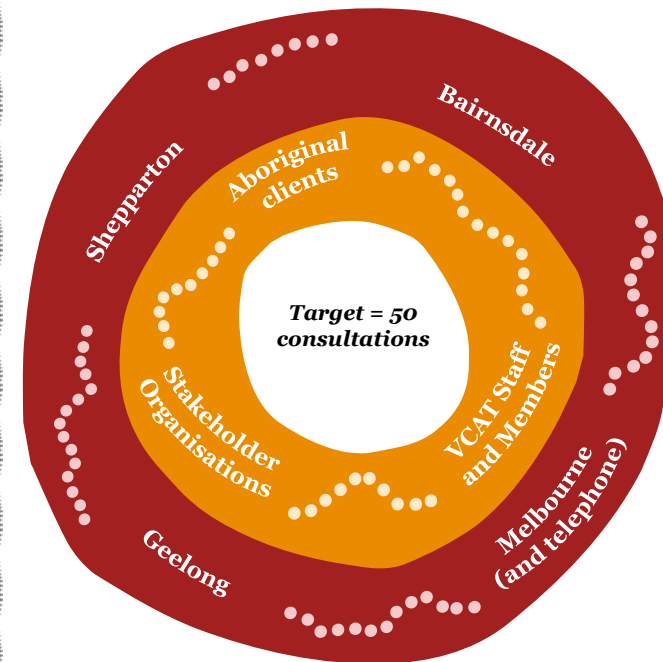 Bairnsdale
Aboriginal
clients
Shepparton
Target = 50
consultations
Stakeholder
Organisations
VCAT Staff
and Members
Melbourne
(and telephone)
Geelong